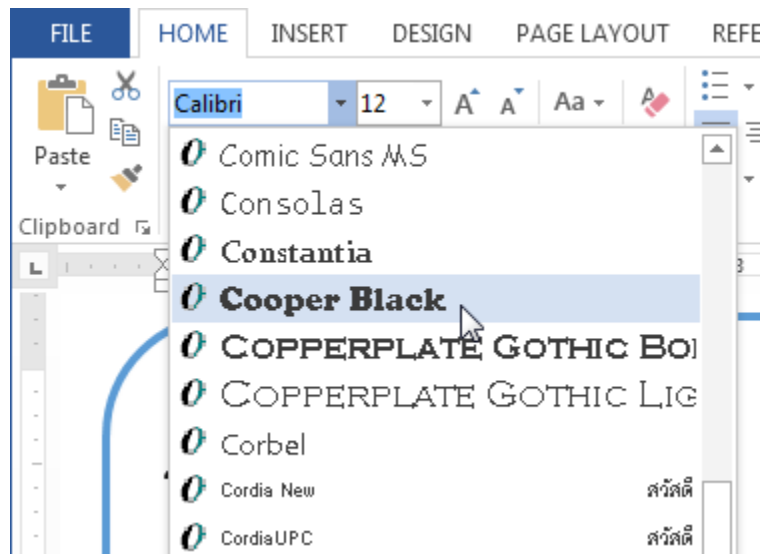 FILE HOME INSERT DESIGN PAGE LAYOUT REFE
Calibri 12 Aa
Paste
Clipboard
Comic Sans MS
Consolas
Constantia
Cooper Black
COPPERPLATE GOTHIC BO
COPPERPLATE GOTHIC LIG
Corbel
Cordia New สวัสดี
CordiaUPC สวัสดี